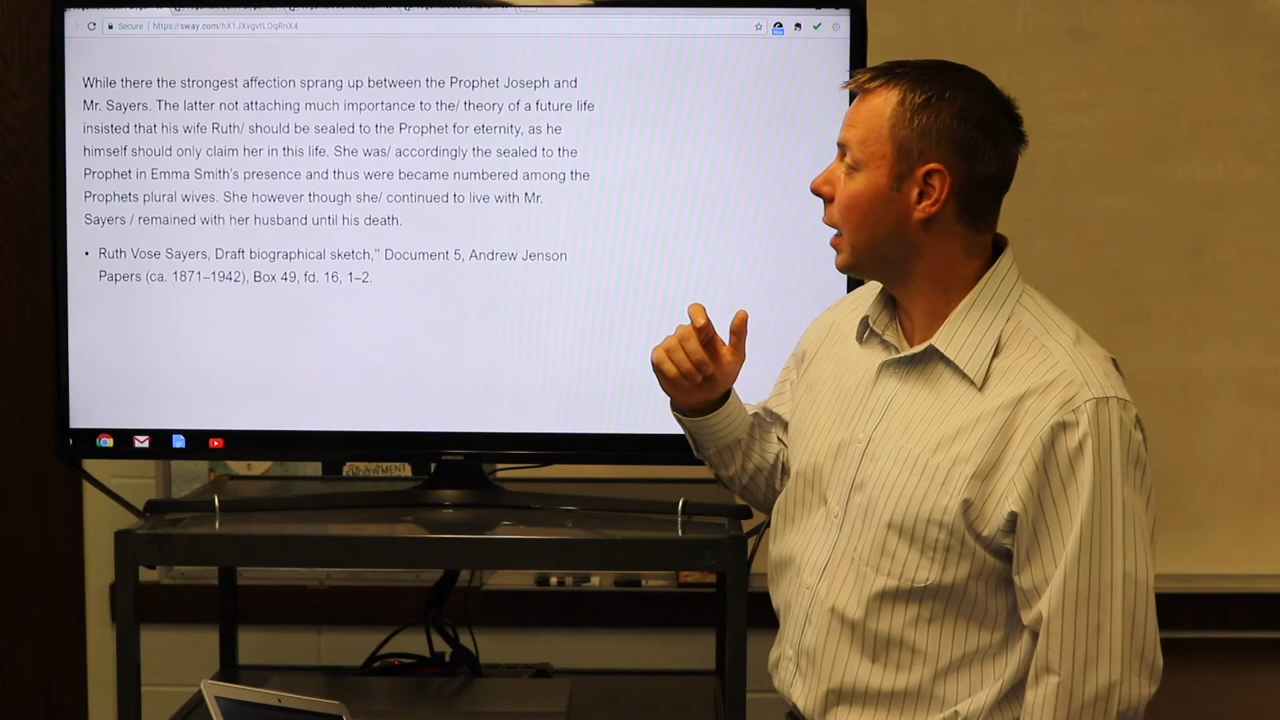 Secure https://sway.com/hX1JXvgvtLOqRnX4
While there the strongest affection sprang up between the Prophet Joseph and
Mr. Sayers. The latter not attaching much importance to the/ theory of a future life
insisted that his wife Ruth/ should be sealed to the Prophet for eternity, as he
himself should only claim her in this life. She was/ accordingly the sealed to the
Prophet in Emma Smith's presence and thus were became numbered among the
Prophets plural wives. She however though she/ continued to live with Mr.
Sayers / remained with her husband until his death.
• Ruth Vose Sayers, Draft biographical sketch," Document 5, Andrew Jenson
Papers (ca. 1871–1942), Box 49, fd. 16, 1–2.
SAMSUNG